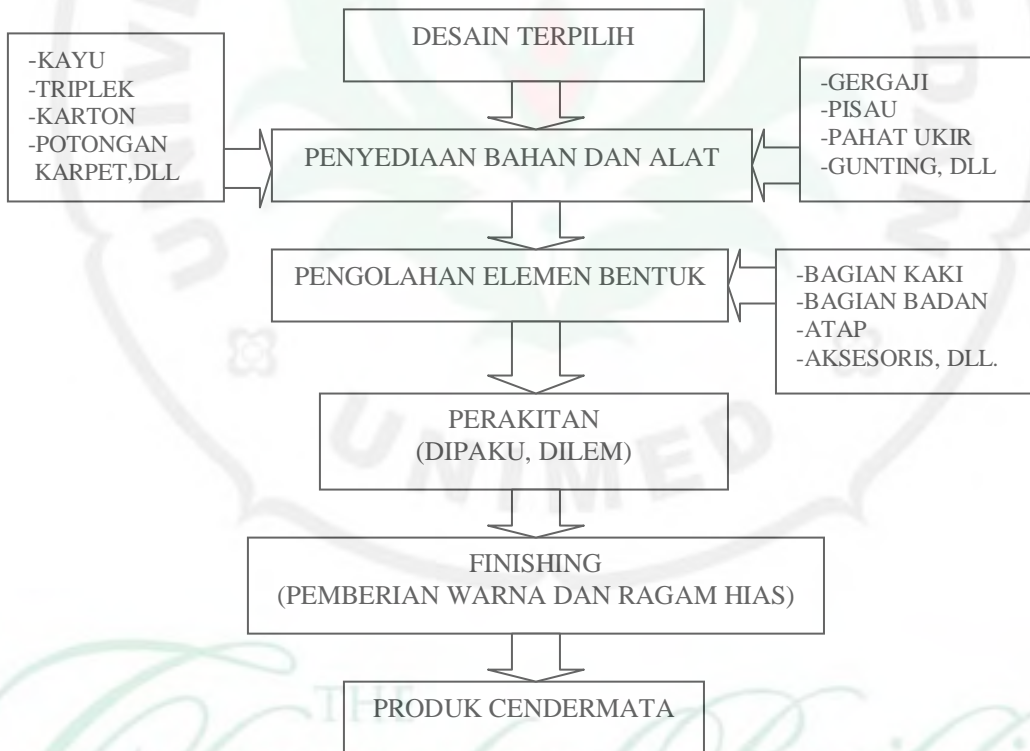 DESAIN TERPILIH
-KAYU
-TRIPLEK
-KARTON
-POTONGAN
KARPET,DLL
PENYEDIAAN BAHAN DAN ALAT
-GERGAJI
-PISAU
-PAHAT UKIR
-GUNTING, DLL
PENGOLAHAN ELEMEN BENTUK
-BAGIAN KAKI
-BAGIAN BADAN
-ATAP
-AKSESORIS, DLL.
PERAKITAN
(DIPAKU, DILEM)
FINISHING
(PEMBERIAN WARNA DAN RAGAM HIAS)
PRODUK CENDERMATA
UNIMED
THE